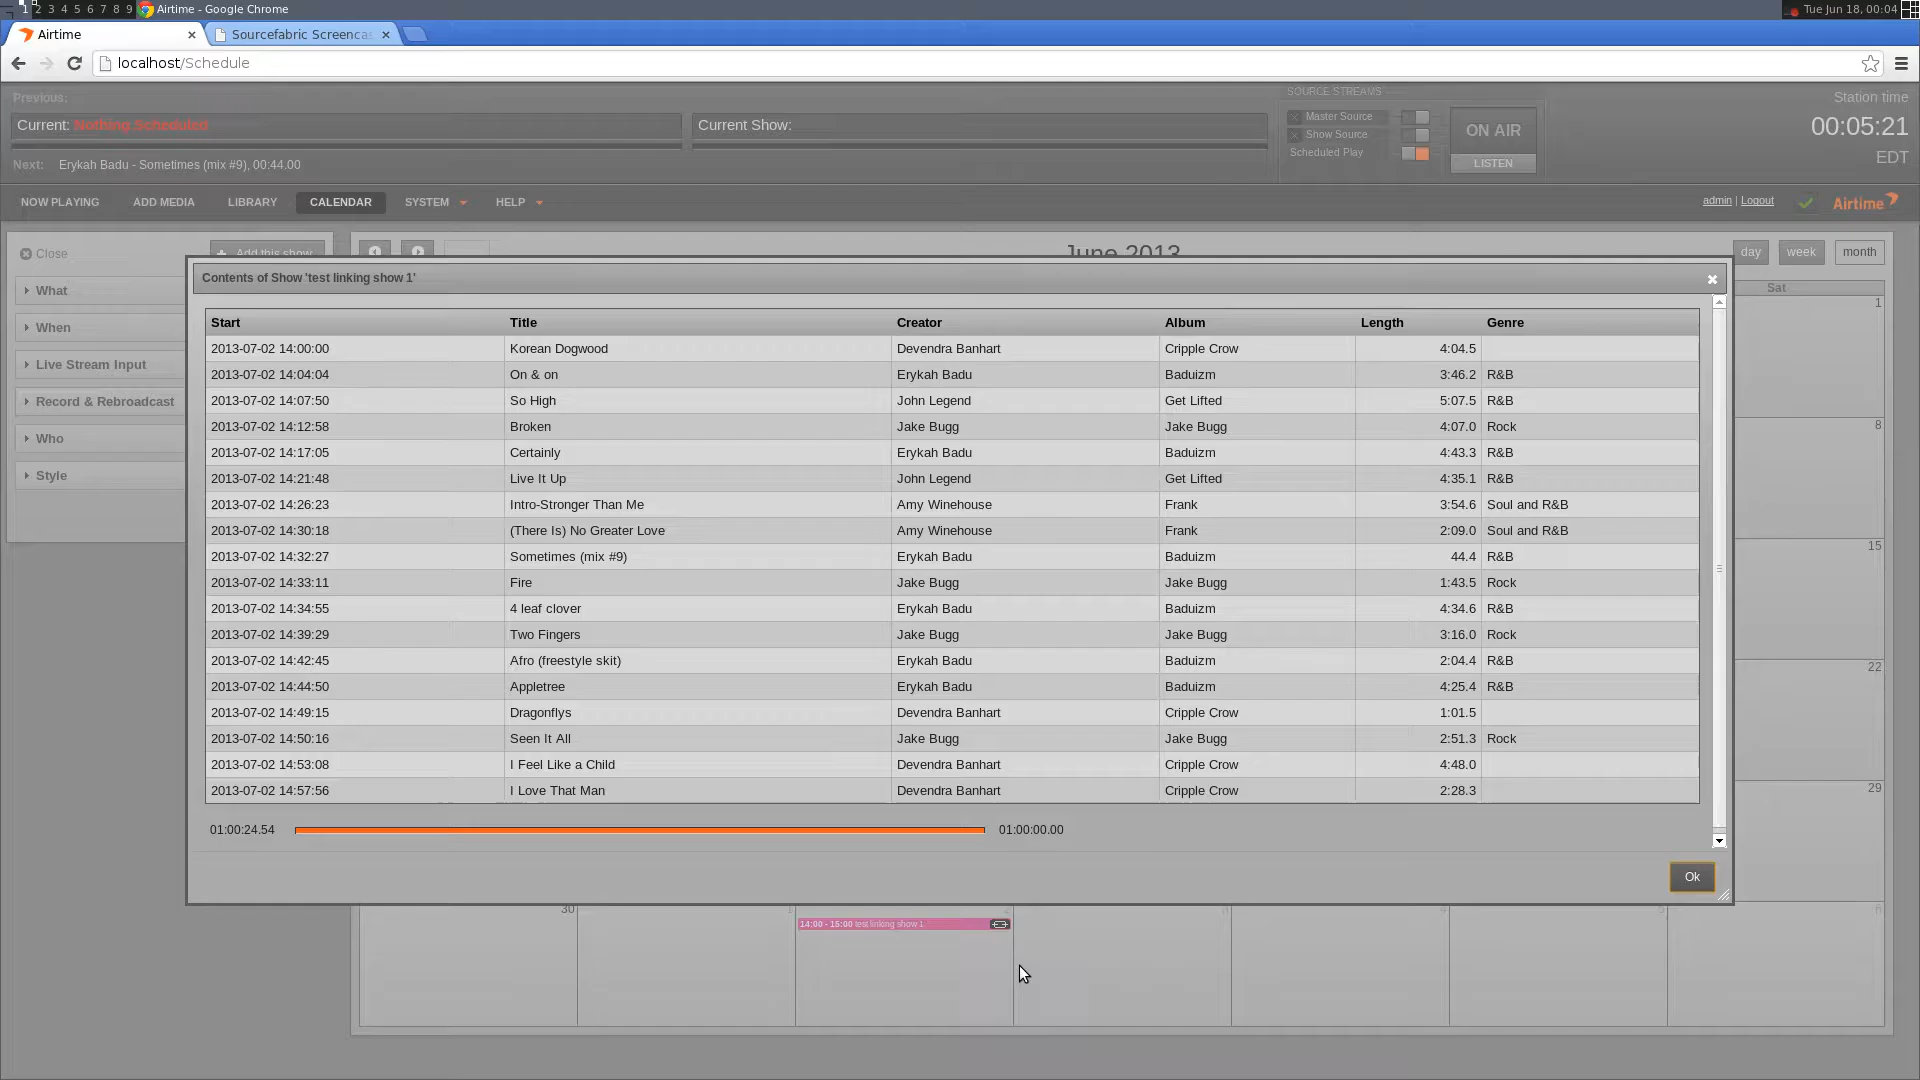 1 2 3 4 5 6 7 8 9 Airtime - Google Chrome Tue Jun 18, 00:04
Airtime Sourcefabric Screenca
localhost/Schedule
Previous:
Current: Nothing Scheduled Current Show:
Next: Erykah Badu - Sometimes (mix #9), 00:44.00
SOURCE STREAMS
Master Source
Show Source
Scheduled Play
ON AIR
LISTEN
Station time
00:05:21
EDT
NOW PLAYING ADD MEDIA LIBRARY CALENDAR SYSTEM HELP admin | Logout Airtime
Close + Add this show June 2013 day week month
What
When
Live Stream Input
Record & Rebroadcast
Who
Style
Contents of Show 'test linking show 1'
Start Title Creator Album Length Genre
2013-07-02 14:00:00 Korean Dogwood Devendra Banhart Cripple Crow 4:04.5
2013-07-02 14:04:04 On & on Erykah Badu Baduizm 3:46.2 R&B
2013-07-02 14:07:50 So High John Legend Get Lifted 5:07.5 R&B
2013-07-02 14:12:58 Broken Jake Bugg Jake Bugg 4:07.0 Rock
2013-07-02 14:17:05 Certainly Erykah Badu Baduizm 4:43.3 R&B
2013-07-02 14:21:48 Live It Up John Legend Get Lifted 4:35.1 R&B
2013-07-02 14:26:23 Intro-Stronger Than Me Amy Winehouse Frank 3:54.6 Soul and R&B
2013-07-02 14:30:18 (There Is) No Greater Love Amy Winehouse Frank 2:09.0 Soul and R&B
2013-07-02 14:32:27 Sometimes (mix #9) Erykah Badu Baduizm 44.4 R&B
2013-07-02 14:33:11 Fire Jake Bugg Jake Bugg 1:43.5 Rock
2013-07-02 14:34:55 4 leaf clover Erykah Badu Baduizm 4:34.6 R&B
2013-07-02 14:39:29 Two Fingers Jake Bugg Jake Bugg 3:16.0 Rock
2013-07-02 14:42:45 Afro (freestyle skit) Erykah Badu Baduizm 2:04.4 R&B
2013-07-02 14:44:50 Appletree Erykah Badu Baduizm 4:25.4 R&B
2013-07-02 14:49:15 Dragonflys Devendra Banhart Cripple Crow 1:01.5
2013-07-02 14:50:16 Seen It All Jake Bugg Jake Bugg 2:51.3 Rock
2013-07-02 14:53:08 I Feel Like a Child Devendra Banhart Cripple Crow 4:48.0
2013-07-02 14:57:56 I Love That Man Devendra Banhart Cripple Crow 2:28.3
01:00:24.54 01:00:00.00
Ok
Sat
1
8
15
22
29
30 1 2 3 4 5 6
14:00 - 15:00 test linking show 1